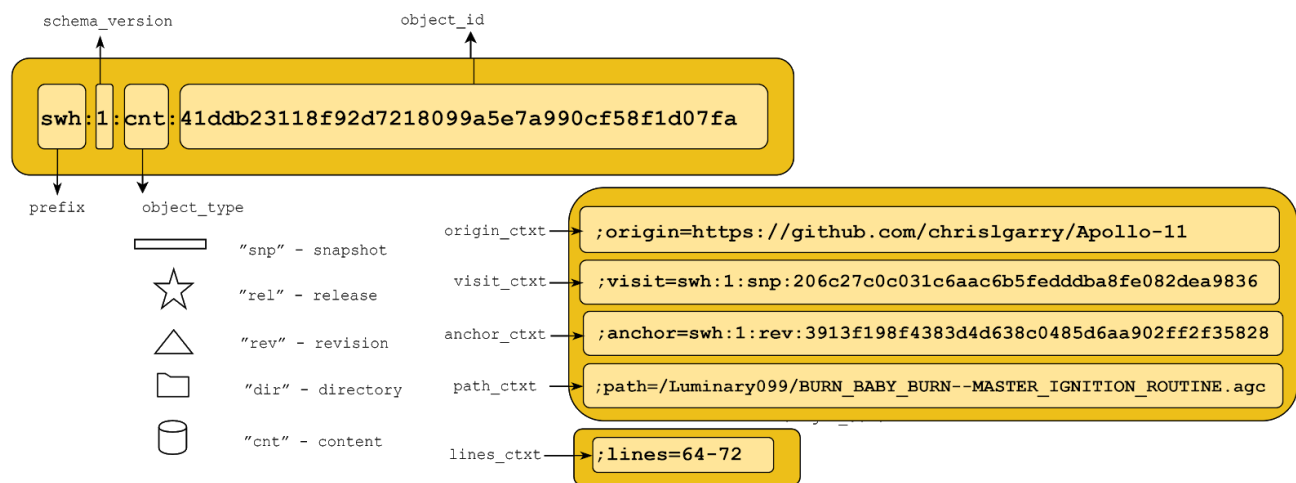 schema_version
object_id
swh:1:cnt:41ddb23118f92d7218099a5e7a990cf58f1d07fa
prefix
object_type
”snp” - snapshot
”rel” - release
”rev” - revision
”dir” - directory
”cnt” - content
origin_ctxt
;origin=https://github.com/chrislgarry/Apollo-11
visit_ctxt
;visit=swh:1:snp:206c27c0c031c6aac6b5fedddba8fe082dea9836
anchor_ctxt
;anchor=swh:1:rev:3913f198f4383d4d638c0485d6aa902ff2f35828
path_ctxt
;path=/Luminary099/BURN_BABY_BURN--MASTER_IGNITION_ROUTINE.agc
lines_ctxt
;lines=64-72